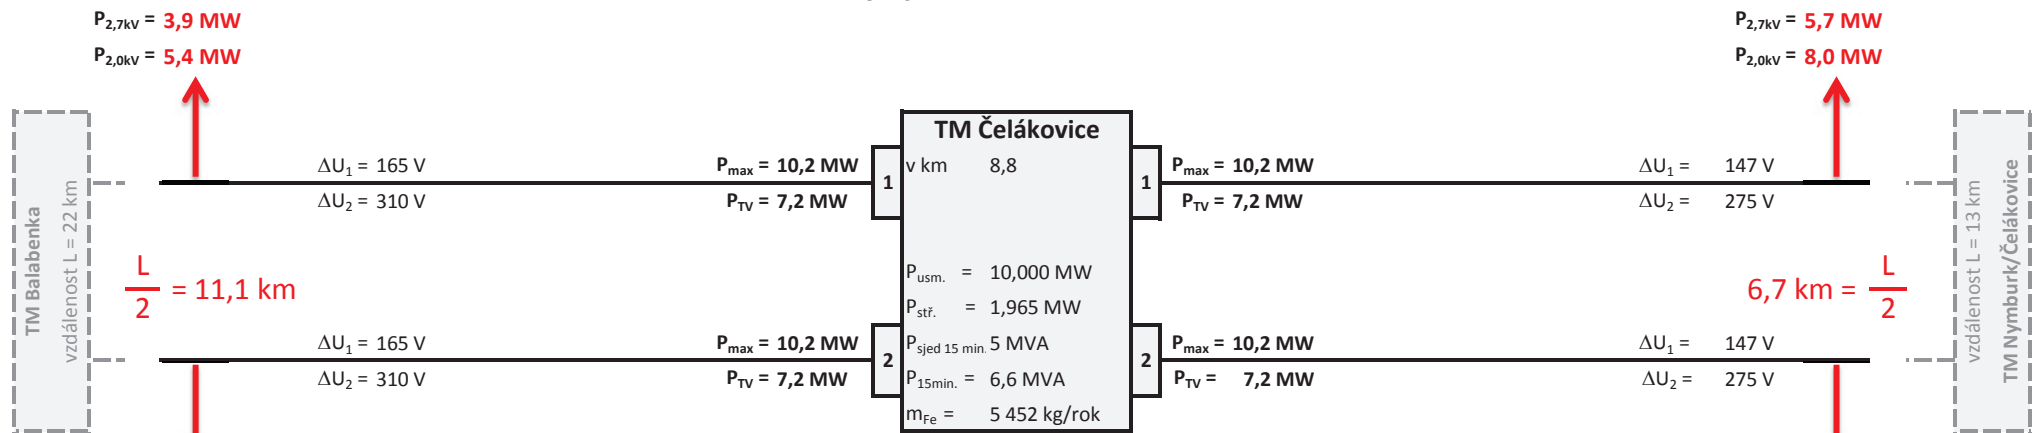 P2,7kV = 3,9 MW
P2,0kV = 5,4 MW
P2,7kV = 5,7 MW
P2,0kV = 8,0 MW
TM Balabenka
vzdálenost L = 22 km
ΔU1 = 165 V
ΔU2 = 310 V
Pmax = 10,2 MW
PTV = 7,2 MW
1
L
2
= 11,1 km
ΔU1 = 165 V
ΔU2 = 310 V
Pmax = 10,2 MW
PTV = 7,2 MW
2
TM Čelákovice
v km 8,8
Pusm. = 10,000 MW
Pstř. = 1,965 MW
Psjed 15 min. 5 MVA
P15min. = 6,6 MVA
mFe = 5 452 kg/rok
1
Pmax = 10,2 MW
PTV = 7,2 MW
ΔU1 = 147 V
ΔU2 = 275 V
6,7 km =
L
2
2
Pmax = 10,2 MW
PTV = 7,2 MW
ΔU1 = 147 V
ΔU2 = 275 V
vzdálenost L = 13 km
TM Nymburk/Čelákovice